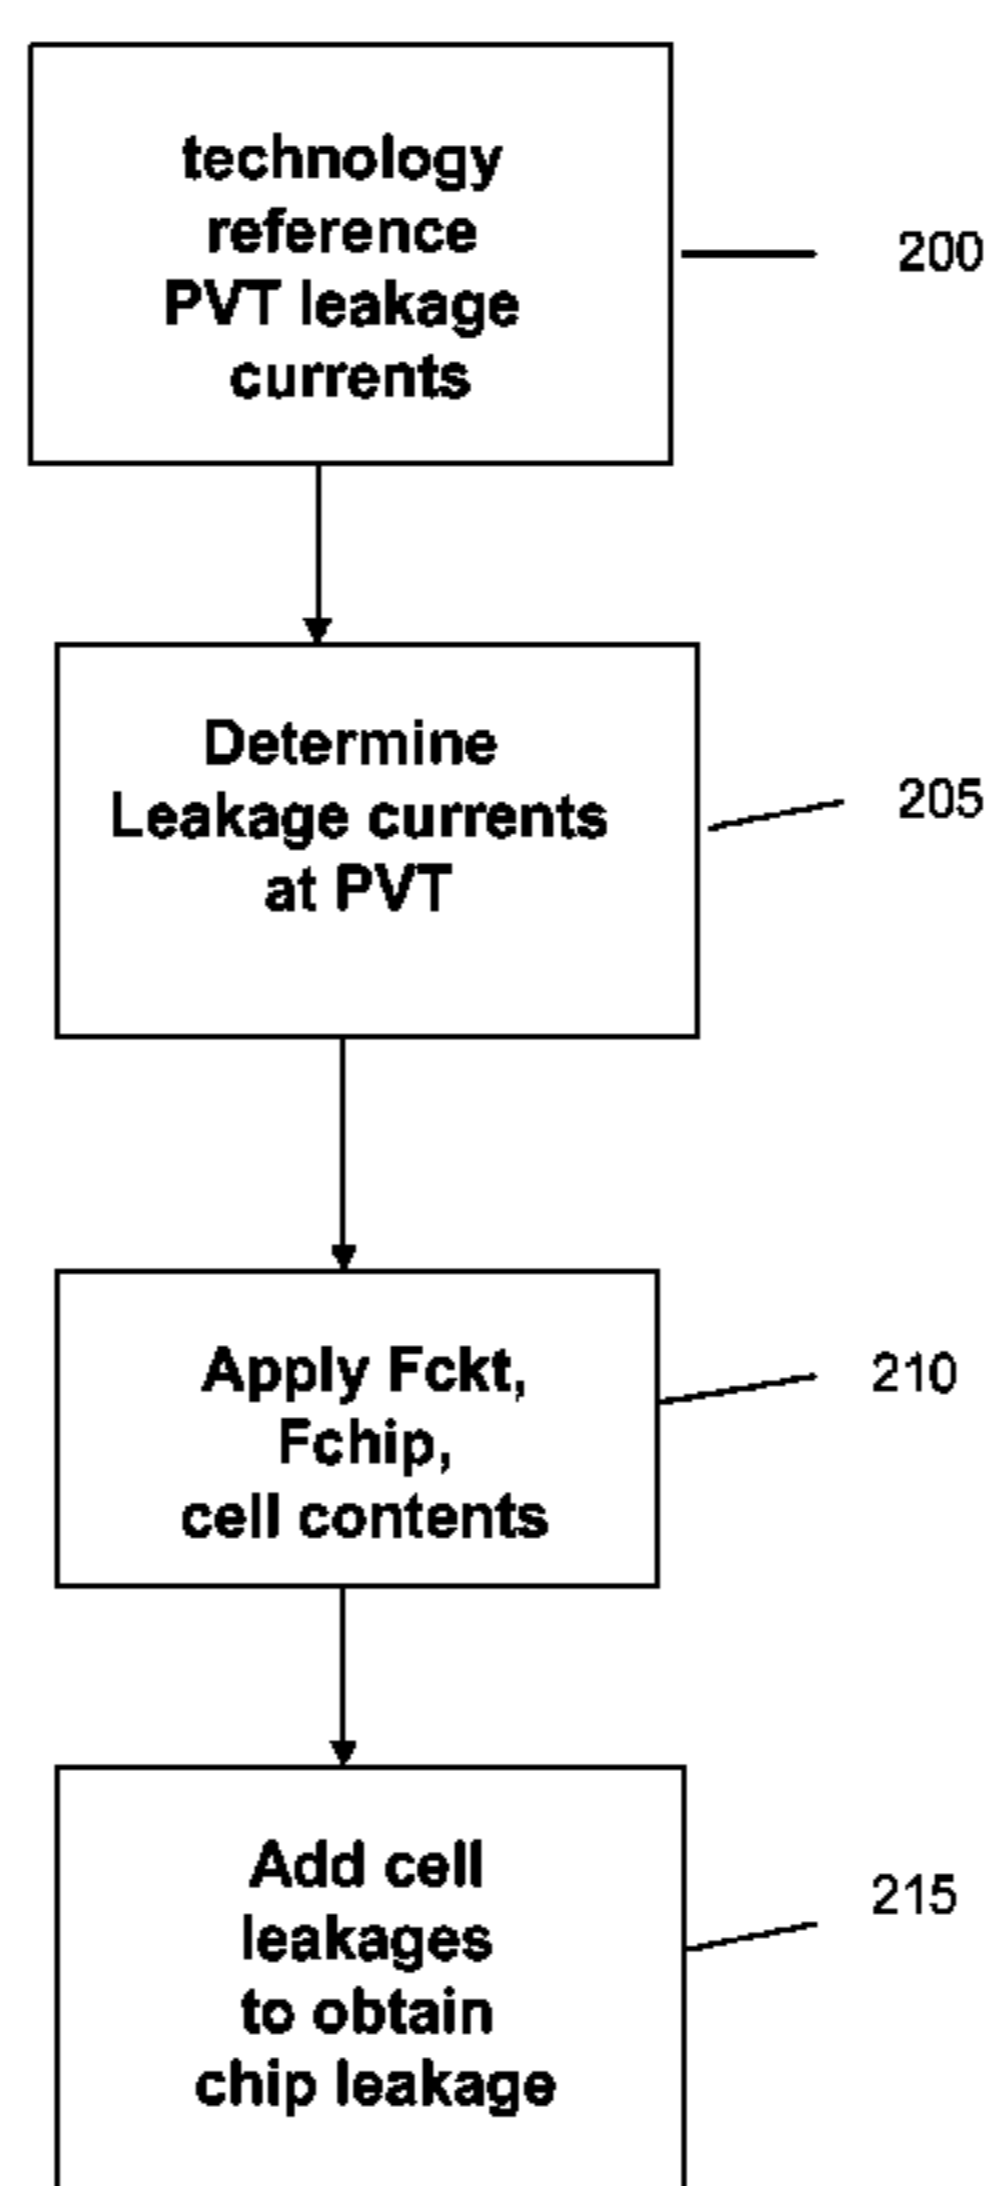 technology
reference
PVT leakage
currents
200
Determine
Leakage currents
at PVT
205
Apply Fckt,
Fchip,
cell contents
210
Add cell
leakages
to obtain
chip leakage
215